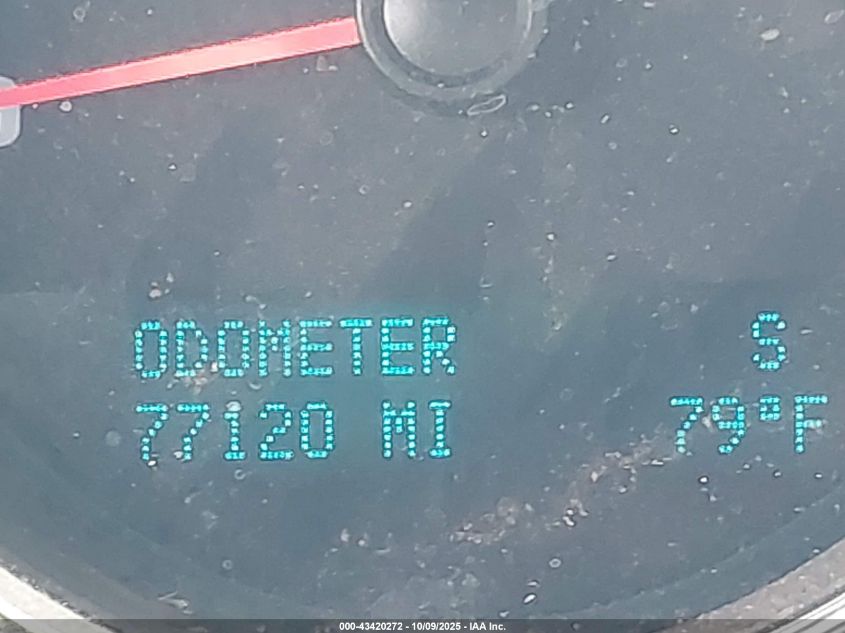 ODOMETER S
77120 MI 79°F
000-43420272 - 10/09/2025 - IAA Inc.